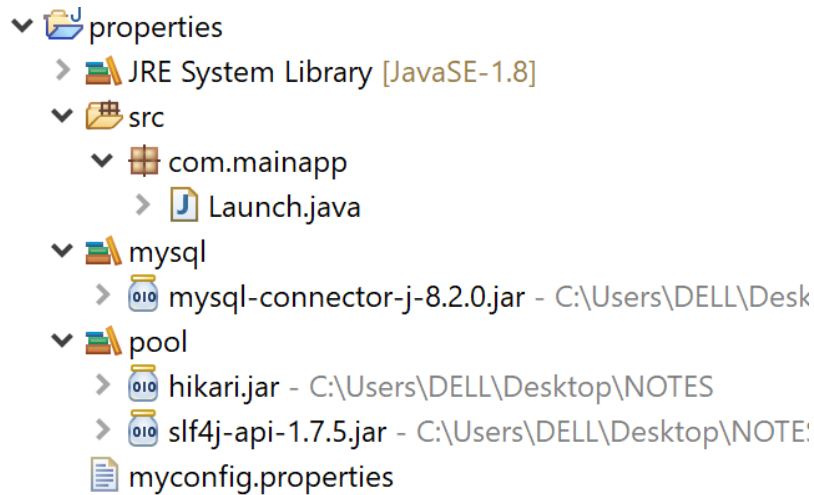 properties
JRE System Library [JavaSE-1.8]
src
com.mainapp
Launch.java
mysql
mysql-connector-j-8.2.0.jar - C:\Users\DELL\Desk
pool
hikari.jar - C:\Users\DELL\Desktop\NOTES
slf4j-api-1.7.5.jar - C:\Users\DELL\Desktop\NOTE
myconfig.properties